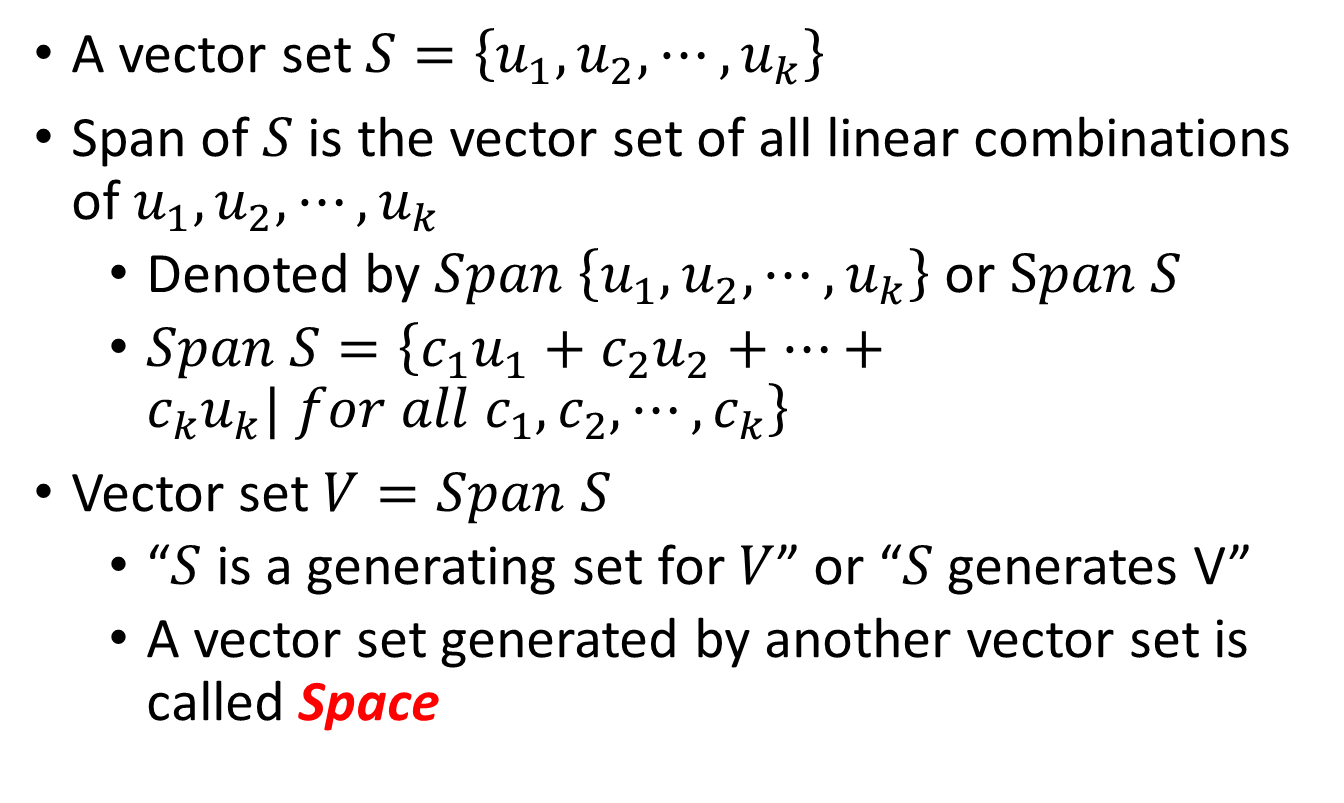 • A vector set 𝑆 = {𝑢₁, 𝑢₂, ⋯ , 𝑢ₖ}
• Span of 𝑆 is the vector set of all linear combinations
of 𝑢₁, 𝑢₂, ⋯ , 𝑢ₖ
• Denoted by 𝑆𝑝𝑎𝑛 {𝑢₁, 𝑢₂, ⋯ , 𝑢ₖ} or S𝑝𝑎𝑛 𝑆
• 𝑆𝑝𝑎𝑛 𝑆 = {𝑐₁𝑢₁ + 𝑐₂𝑢₂ + ⋯ +
𝑐ₖ𝑢ₖ| 𝑓𝑜𝑟 𝑎𝑙𝑙 𝑐₁, 𝑐₂, ⋯ , 𝑐ₖ}
• Vector set 𝑉 = 𝑆𝑝𝑎𝑛 𝑆
• “𝑆 is a generating set for 𝑉” or “𝑆 generates V”
• A vector set generated by another vector set is
called Space